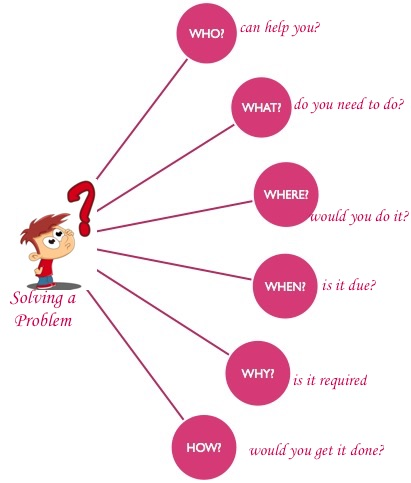 WHO? can help you?
WHAT? do you need to do?
WHERE? would you do it?
WHEN? is it due?
Solving a
Problem
WHY? is it required
HOW? would you get it done?